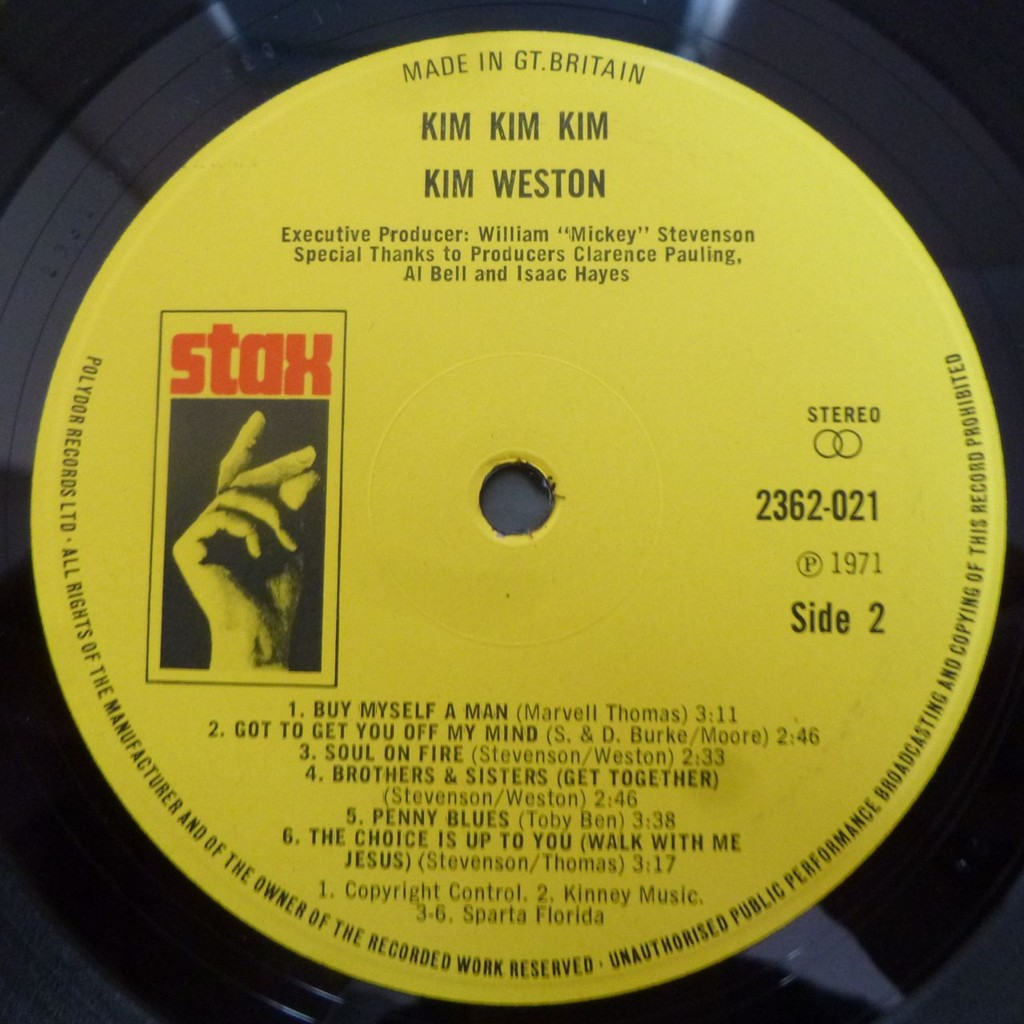 MADE IN GT.BRITAIN
KIM KIM KIM
KIM WESTON
Executive Producer: William "Mickey" Stevenson
Special Thanks to Producers Clarence Pauling,
Al Bell and Isaac Hayes
stax
STEREO
2362-021
℗ 1971
Side 2
1. BUY MYSELF A MAN (Marvell Thomas) 3:11
2. GOT TO GET YOU OFF MY MIND (S. & D. Burke/Moore) 2:46
3. SOUL ON FIRE (Stevenson/Weston) 2:33
4. BROTHERS & SISTERS (GET TOGETHER)
(Stevenson/Weston) 2:46
5. PENNY BLUES (Toby Ben) 3:38
6. THE CHOICE IS UP TO YOU (WALK WITH ME
JESUS) (Stevenson/Thomas) 3:17
1. Copyright Control. 2. Kinney Music.
3-6. Sparta Florida
POLYDOR RECORDS LTD · ALL RIGHTS OF THE MANUFACTURER AND OF THE OWNER OF THE RECORDED WORK RESERVED · UNAUTHORISED PUBLIC PERFORMANCE BROADCASTING AND COPYING OF THIS RECORD PROHIBITED